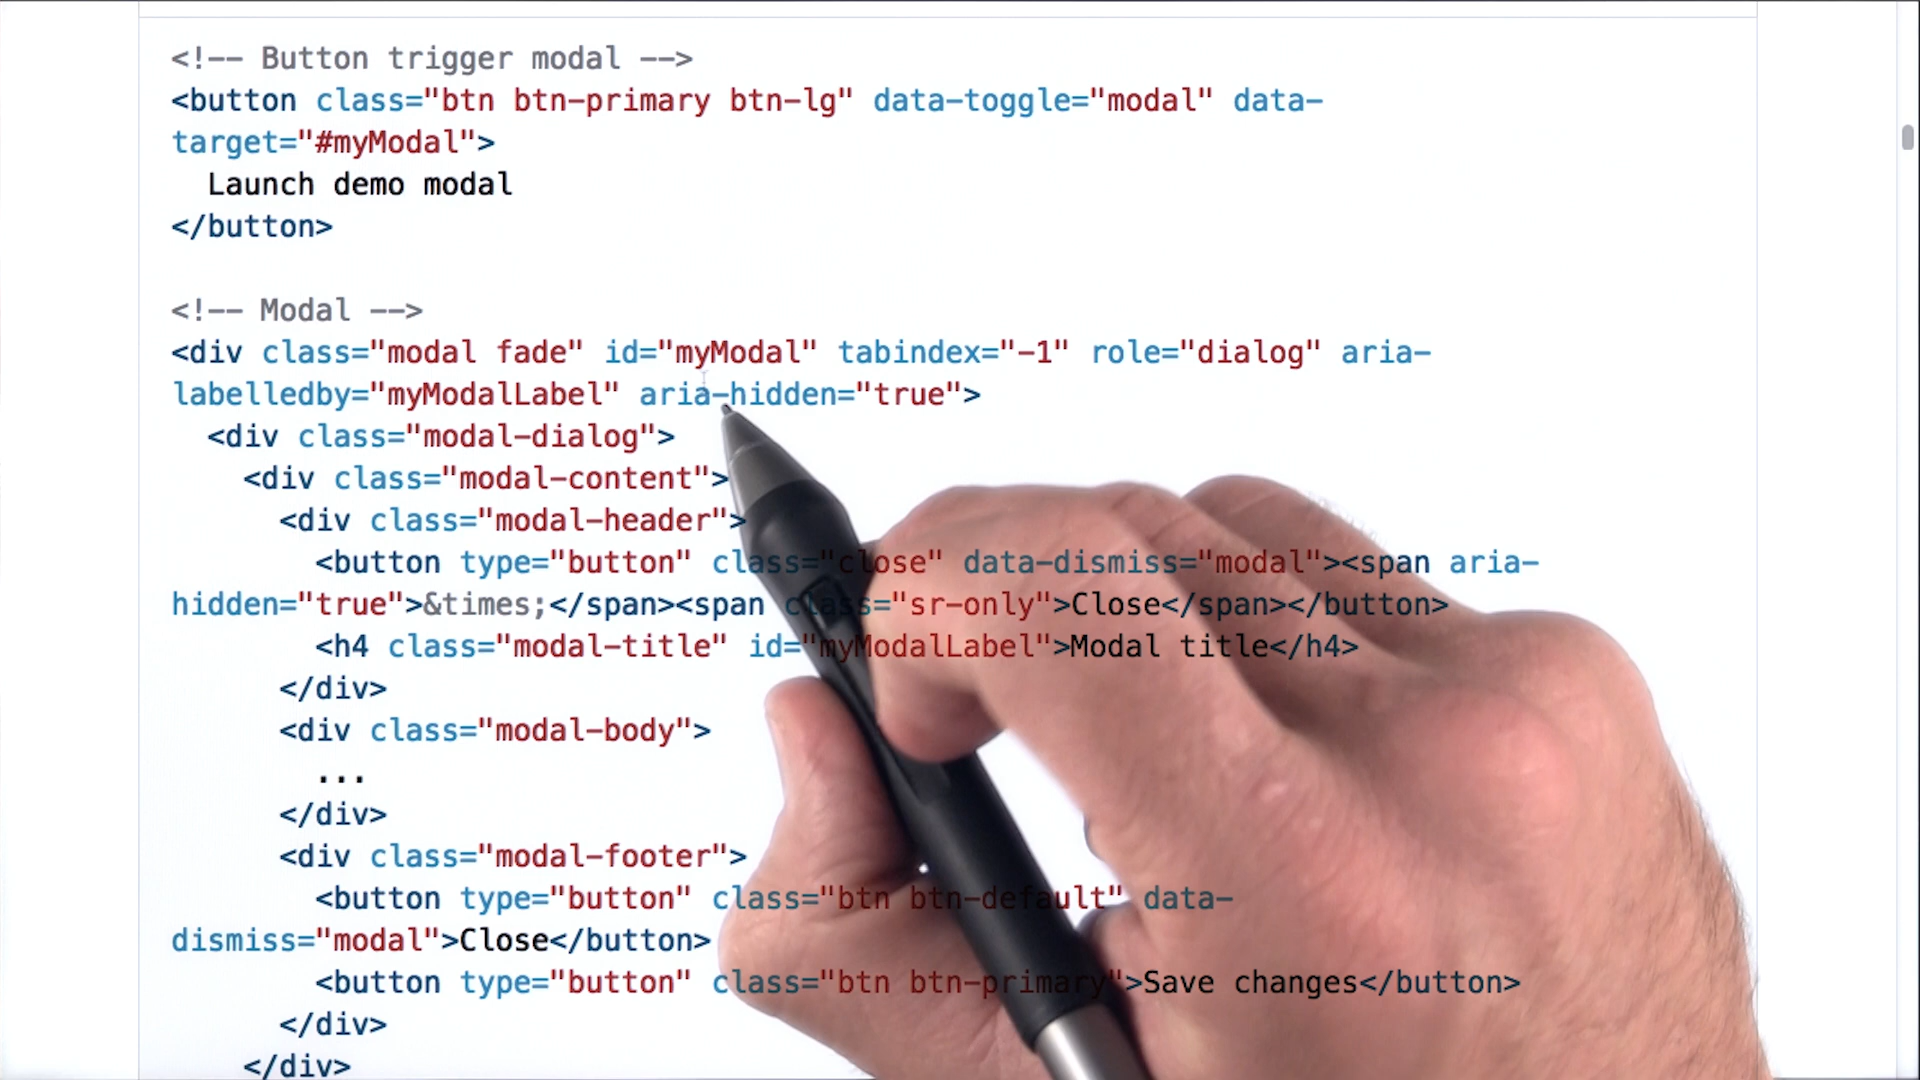 <!-- Button trigger modal -->
<button class="btn btn-primary btn-lg" data-toggle="modal" data-
target="#myModal">
  Launch demo modal
</button>

<!-- Modal -->
<div class="modal fade" id="myModal" tabindex="-1" role="dialog" aria-
labelledby="myModalLabel" aria-hidden="true">
  <div class="modal-dialog">
    <div class="modal-content">
      <div class="modal-header">
        <button type="button" class="close" data-dismiss="modal"><span aria-
hidden="true">&times;</span><span class="sr-only">Close</span></button>
        <h4 class="modal-title" id="myModalLabel">Modal title</h4>
      </div>
      <div class="modal-body">
        ...
      </div>
      <div class="modal-footer">
        <button type="button" class="btn btn-default" data-
dismiss="modal">Close</button>
        <button type="button" class="btn btn-primary">Save changes</button>
      </div>
    </div>